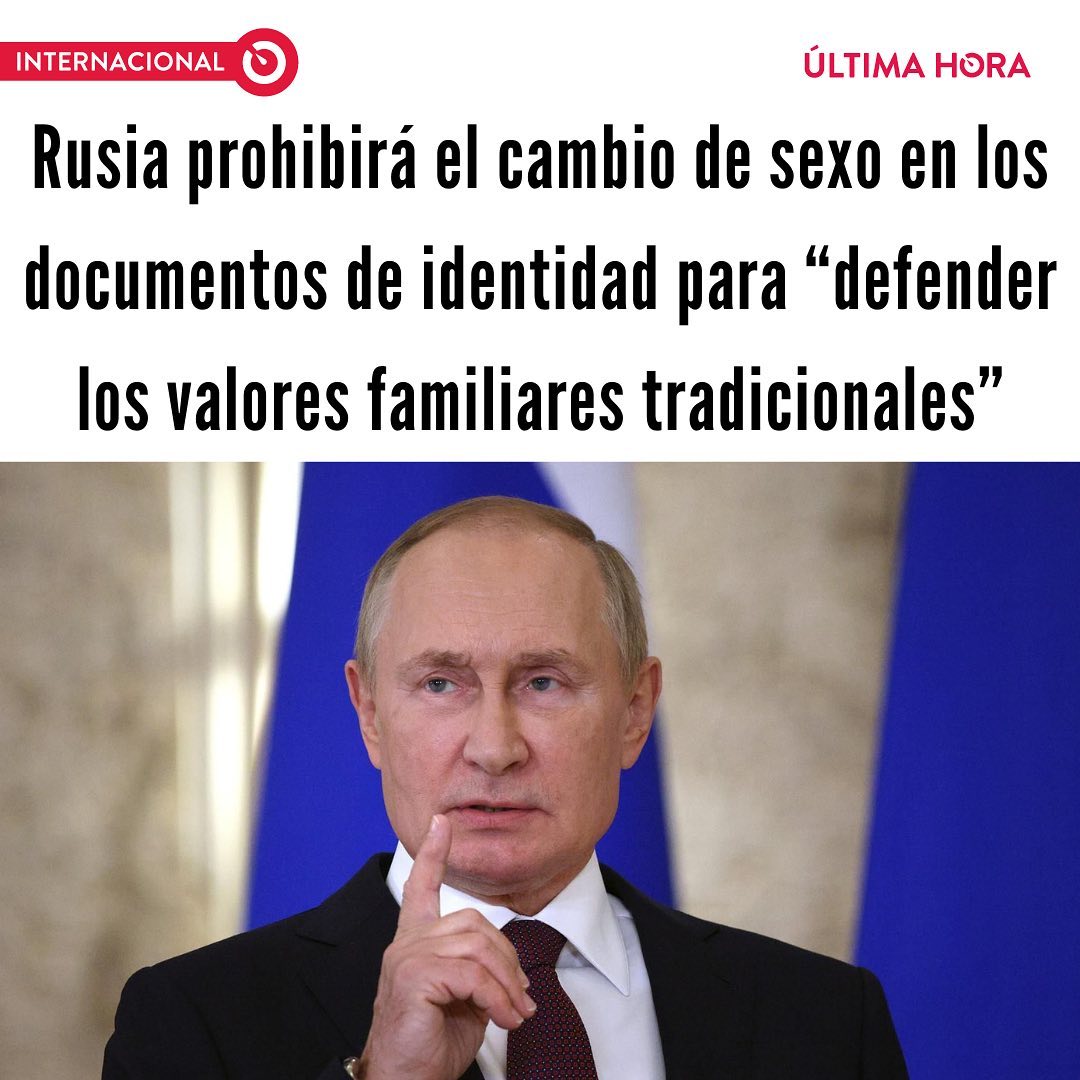 INTERNACIONAL
ÚLTIMA HORA
Rusia prohibirá el cambio de sexo en los
documentos de identidad para “defender
los valores familiares tradicionales”